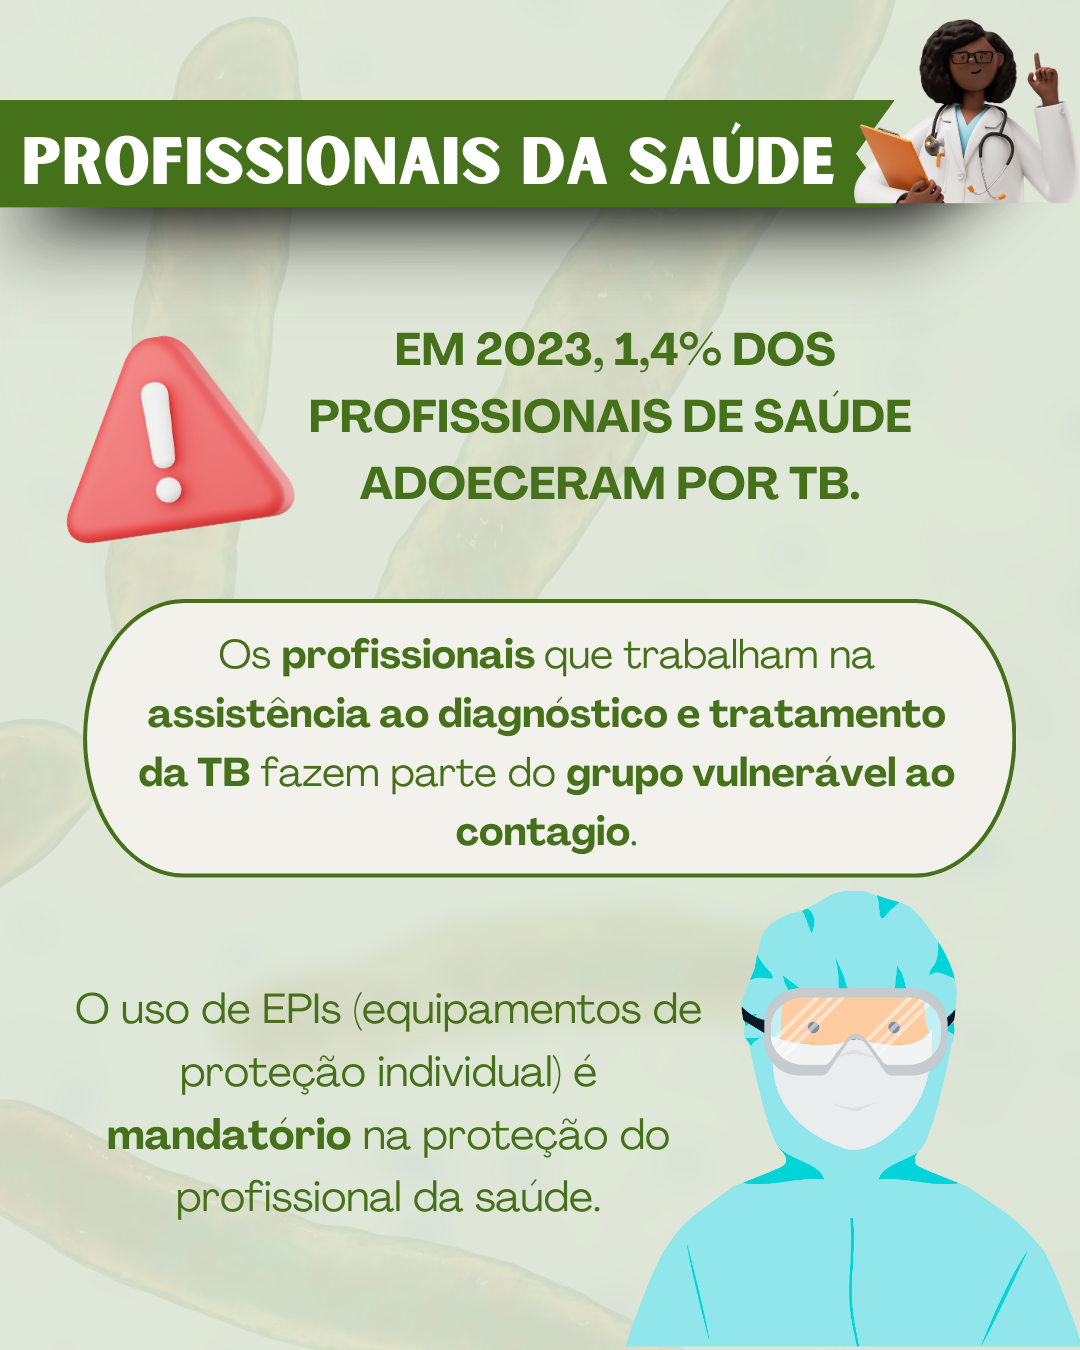 PROFISSIONAIS DA SAÚDE
EM 2023, 1,4% DOS
PROFISSIONAIS DE SAÚDE
ADOECERAM POR TB.
Os profissionais que trabalham na
assistência ao diagnóstico e tratamento
da TB fazem parte do grupo vulnerável ao
contagio.
O uso de EPIs (equipamentos de
proteção individual) é
mandatório na proteção do
profissional da saúde.